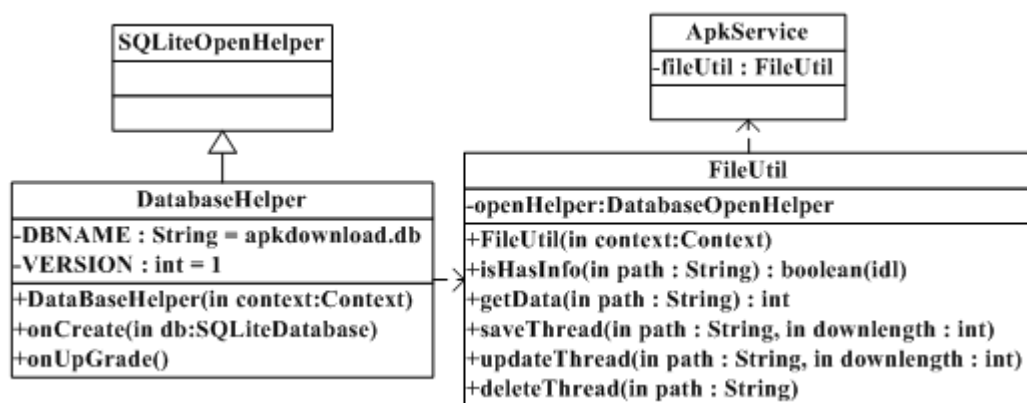 SQLiteOpenHelper
ApkService
-fileUtil : FileUtil
DatabaseHelper
-DBNAME : String = apkdownload.db
-VERSION : int = 1
+DataBaseHelper(in context:Context)
+onCreate(in db:SQLiteDatabase)
+onUpGrade()
FileUtil
-openHelper:DatabaseOpenHelper
+FileUtil(in context:Context)
+isHasInfo(in path : String) : boolean(idl)
+getData(in path : String) : int
+saveThread(in path : String, in downlength : int)
+updateThread(in path : String, in downlength : int)
+deleteThread(in path : String)